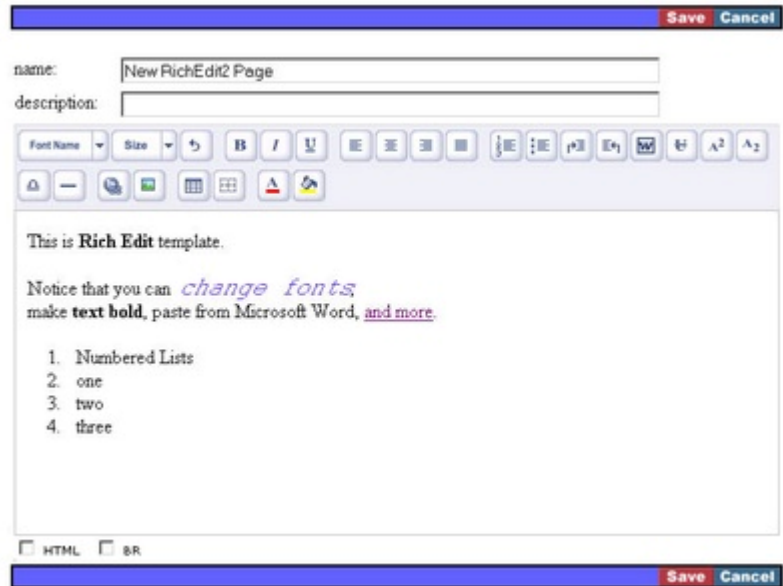 Save Cancel
name: New RichEdit2 Page
description:
Font Name Size B I U W U A2 A2
Ω A
This is Rich Edit template.
Notice that you can change fonts,
make text bold, paste from Microsoft Word, and more.
1. Numbered Lists
2. one
3. two
4. three
HTML BR
Save Cancel